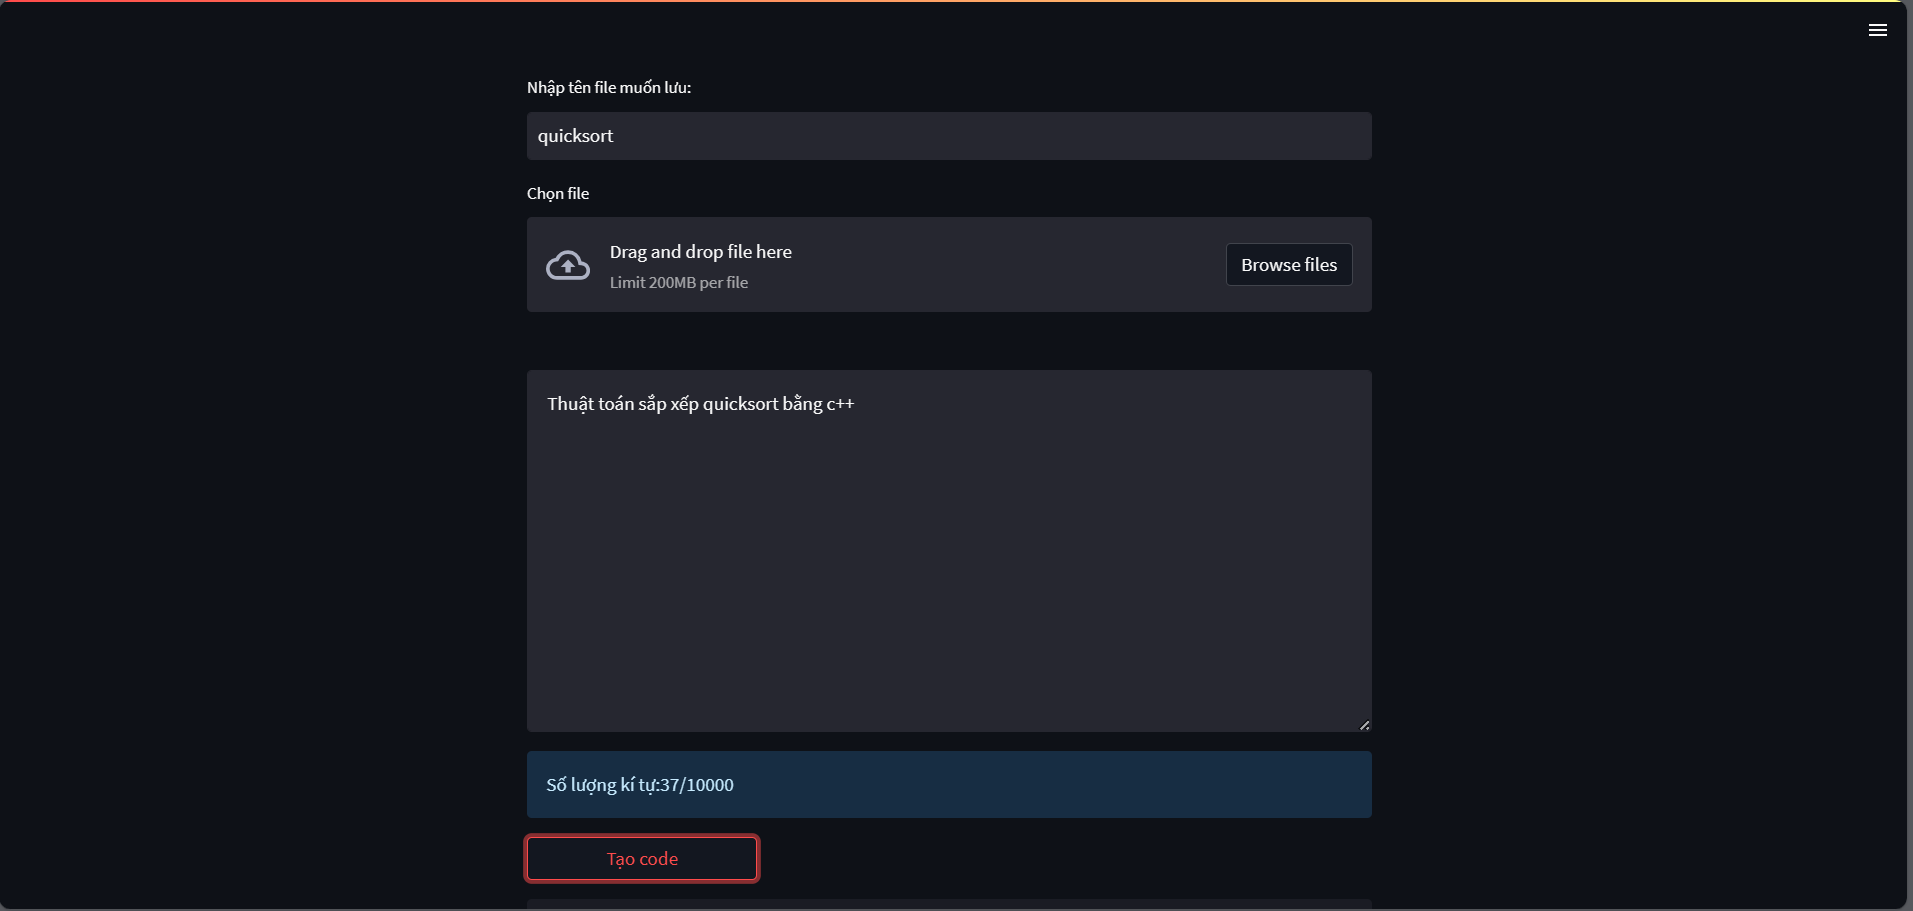 Nhập tên file muốn lưu:
quicksort
Chọn file
Drag and drop file here
Limit 200MB per file
Browse files
Thuật toán sắp xếp quicksort bằng c++
Số lượng kí tự:37/10000
Tạo code